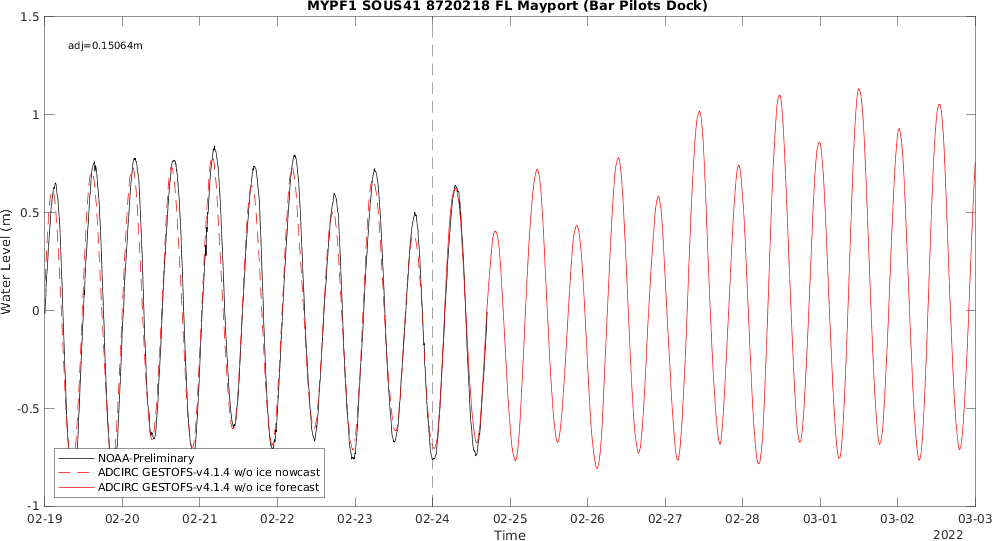 MYPF1 SOUS41 8720218 FL Mayport (Bar Pilots Dock)
adj=0.15064m
1.5
1
0.5
0
-0.5
-1
Water Level (m)
NOAA-Preliminary
ADCIRC GESTOFS-v4.1.4 w/o ice nowcast
ADCIRC GESTOFS-v4.1.4 w/o ice forecast
02-19 02-20 02-21 02-22 02-23 02-24 02-25 02-26 02-27 02-28 03-01 03-02 03-03
Time
2022